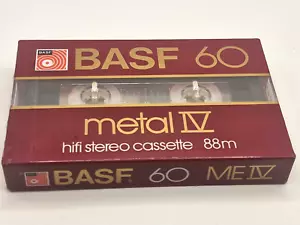 BASF 60
metal IV
hifi stereo cassette 88m
BASF 60 ME IV